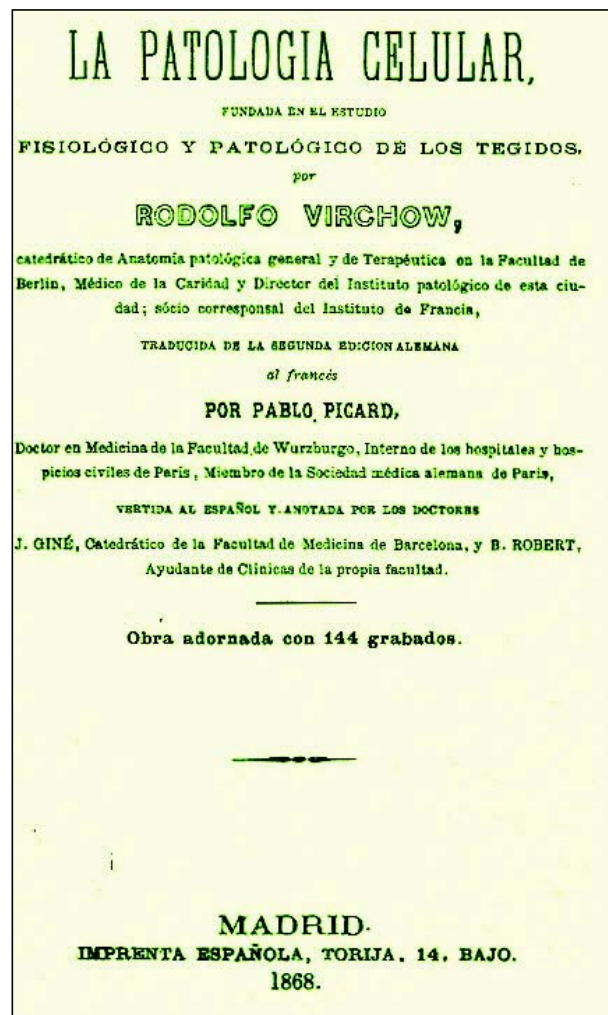 LA PATOLOGIA CELULAR,
FUNDADA EN EL ESTUDIO
FISIOLÓGICO Y PATOLÓGICO DE LOS TEGIDOS,
por
RODOLFO VIRCHOW,
catedrático de Anatomía patológica general y de Terapéutica en la Facultad de
Berlin, Médico de la Caridad y Director del Instituto patológico de esta ciu-
dad; sócio corresponsal del Instituto de Francia,
TRADUCIDA DE LA SEGUNDA EDICION ALEMANA
al francés
POR PABLO PICARD,
Doctor en Medicina de la Facultad de Wurzburgo, Interno de los hospitales y hos-
picios civiles de Paris, Miembro de la Sociedad médica alemana de Paris,
VERTIDA AL ESPAÑOL Y ANOTADA POR LOS DOCTORES
J. GINÉ, Catedrático de la Facultad de Medicina de Barcelona, y B. ROBERT,
Ayudante de Clínicas de la propia facultad.
Obra adornada con 144 grabados.
MADRID.
IMPRENTA ESPAÑOLA, TORIJA, 14, BAJO.
1868.